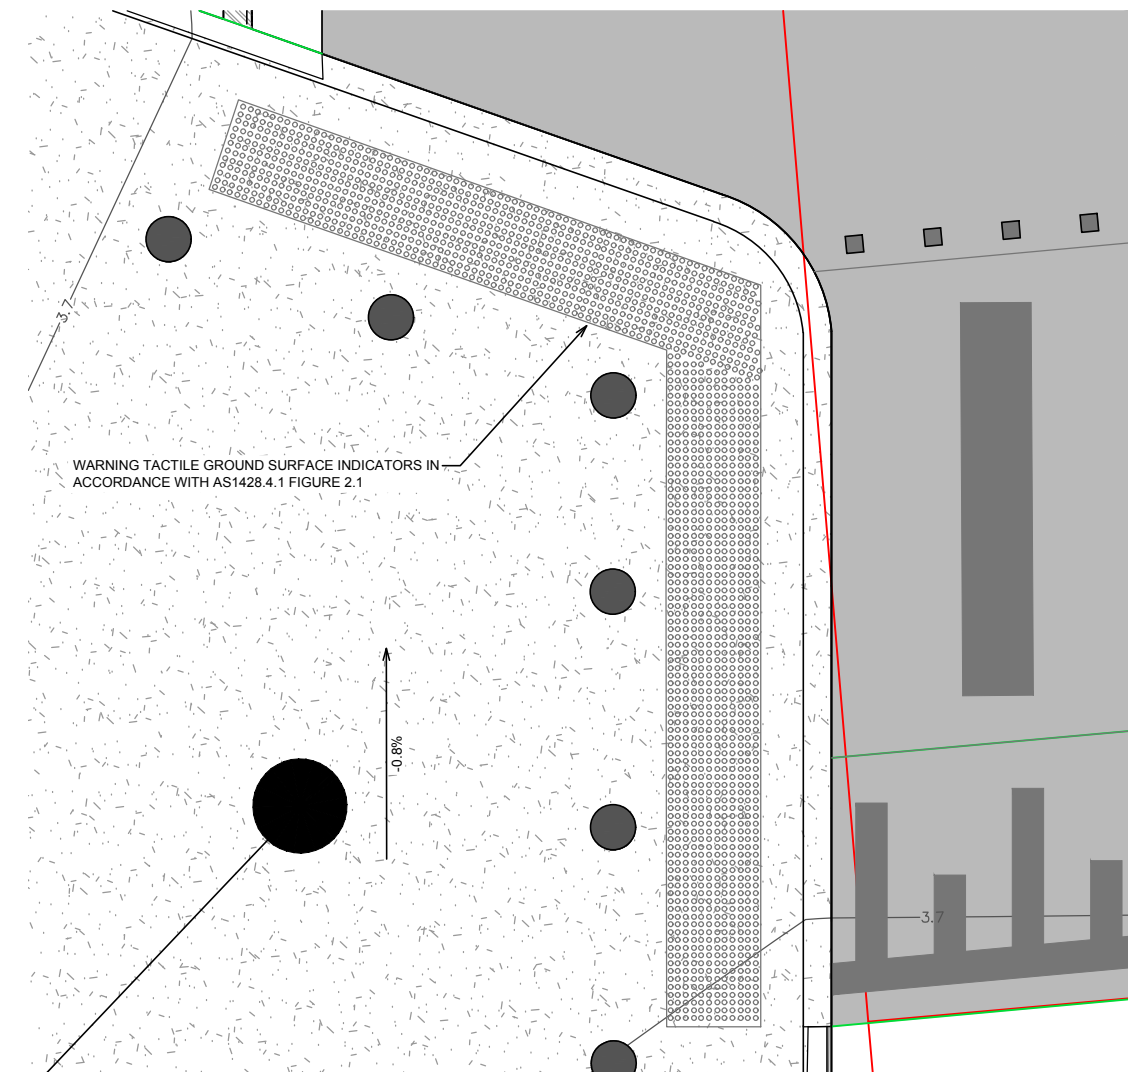 3.7
WARNING TACTILE GROUND SURFACE INDICATORS IN
ACCORDANCE WITH AS1428.4.1 FIGURE 2.1
-0.8%
3.7